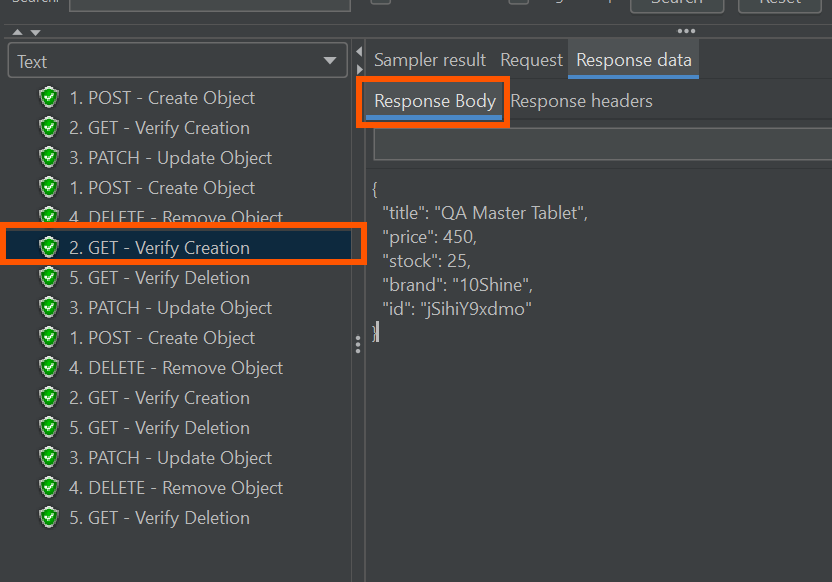 Search:
Search
Reset
Text
1. POST - Create Object
2. GET - Verify Creation
3. PATCH - Update Object
1. POST - Create Object
4. DELETE - Remove Object
2. GET - Verify Creation
5. GET - Verify Deletion
3. PATCH - Update Object
1. POST - Create Object
4. DELETE - Remove Object
2. GET - Verify Creation
5. GET - Verify Deletion
3. PATCH - Update Object
4. DELETE - Remove Object
5. GET - Verify Deletion
Sampler result Request Response data
Response Body Response headers
{
"title": "QA Master Tablet",
"price": 450,
"stock": 25,
"brand": "10Shine",
"id": "jSihiY9xdmo"
}